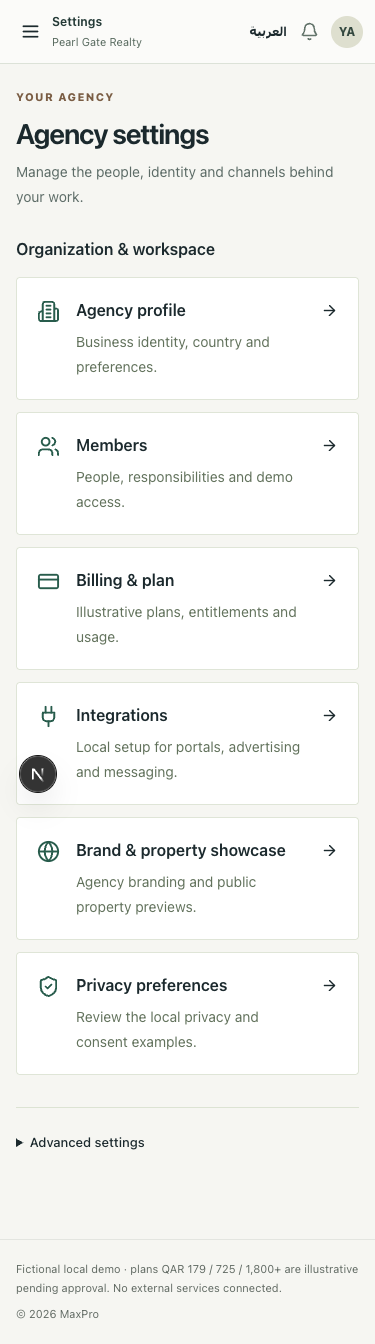 Settings
Pearl Gate Realty
العربية
YA
YOUR AGENCY
Agency settings
Manage the people, identity and channels behind
your work.
Organization & workspace
Agency profile
Business identity, country and
preferences.
Members
People, responsibilities and demo
access.
Billing & plan
Illustrative plans, entitlements and
usage.
Integrations
Local setup for portals, advertising
and messaging.
N
Brand & property showcase
Agency branding and public
property previews.
Privacy preferences
Review the local privacy and
consent examples.
Advanced settings
Fictional local demo · plans QAR 179 / 725 / 1,800+ are illustrative
pending approval. No external services connected.
© 2026 MaxPro